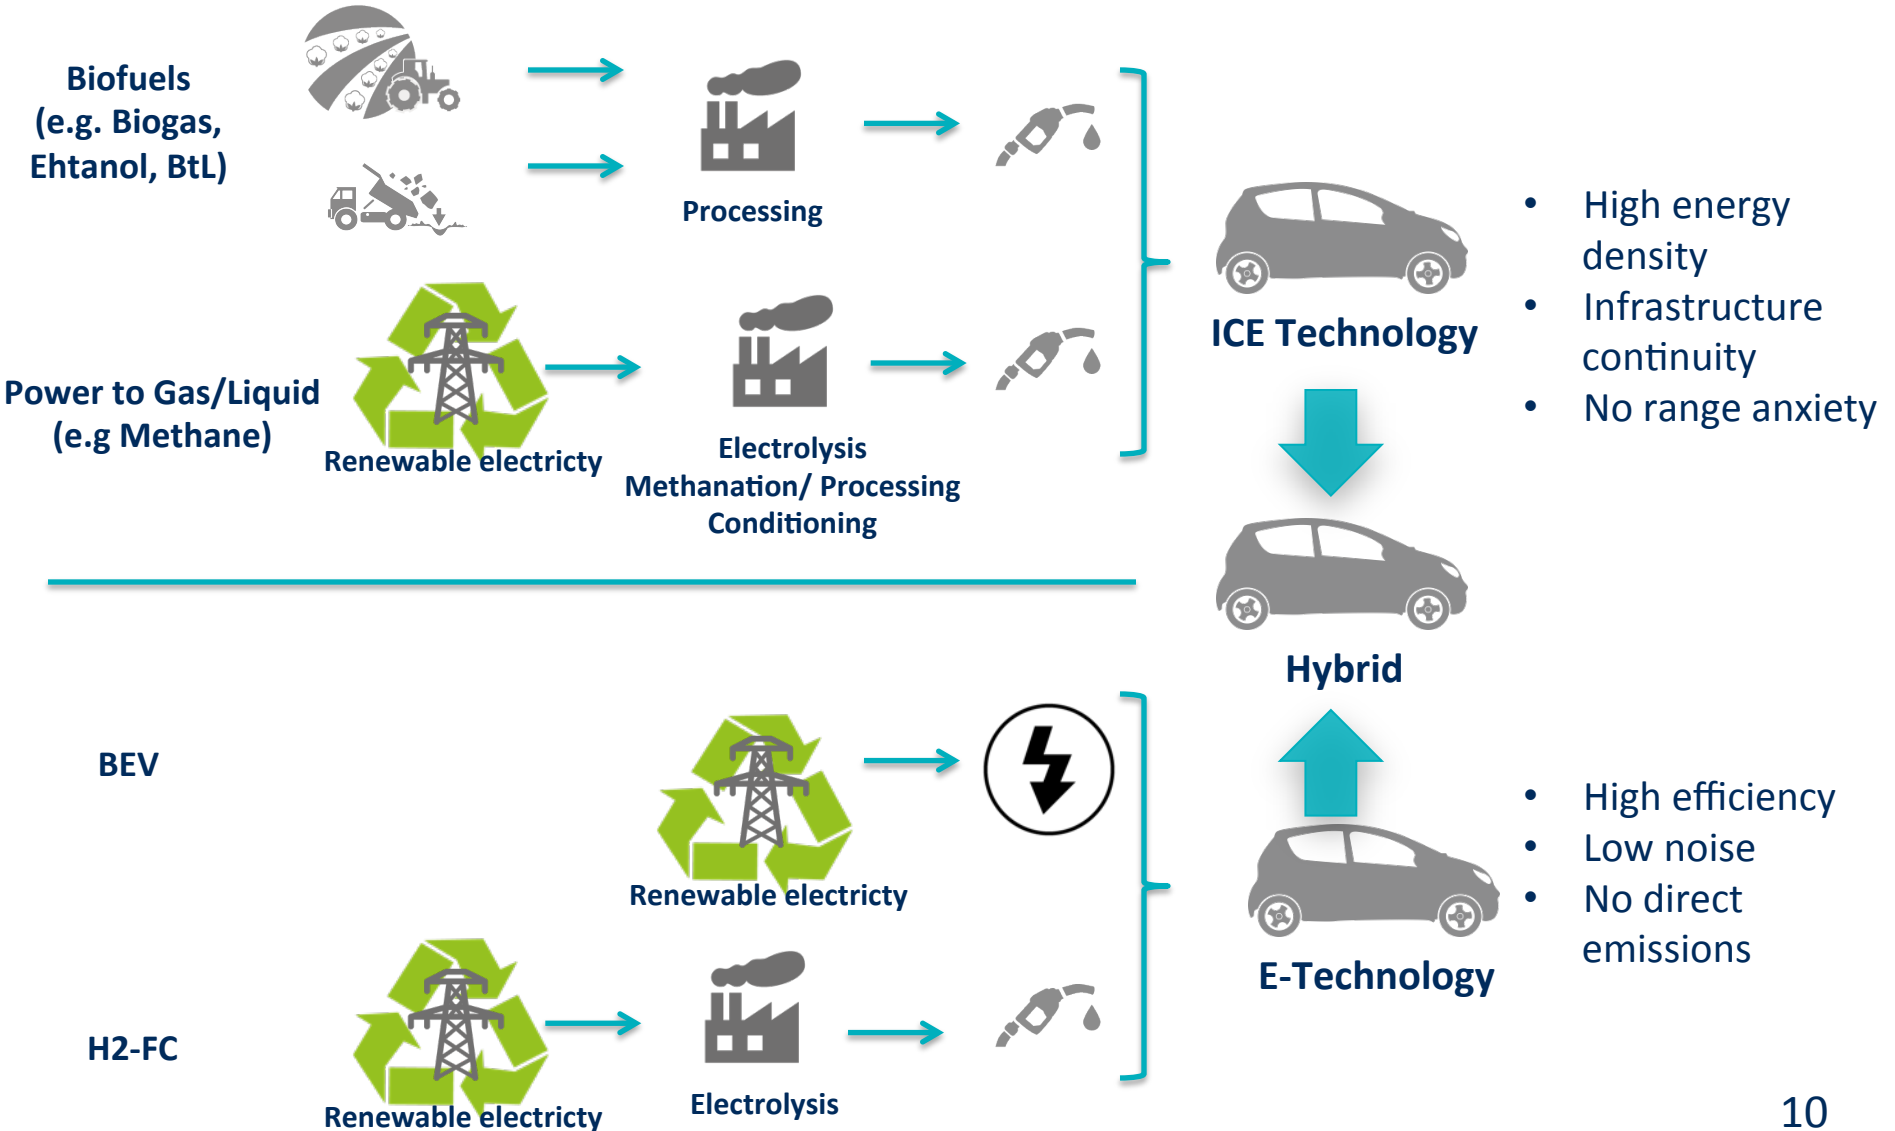 Biofuels
(e.g. Biogas,
Ehtanol, BtL)
Processing
Power to Gas/Liquid
(e.g Methane)
Renewable electricty
Electrolysis
Methanation/ Processing
Conditioning
ICE Technology
• High energy
density
• Infrastructure
continuity
• No range anxiety
Hybrid
BEV
Renewable electricty
H2-FC
Renewable electricty
Electrolysis
E-Technology
• High efficiency
• Low noise
• No direct
emissions
10